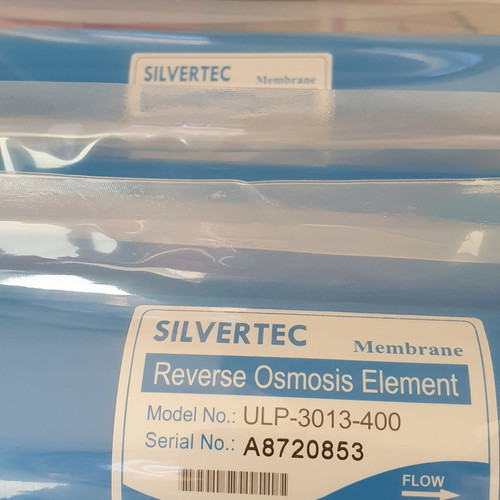 SILVERTEC Membrane
SILVERTEC
Membrane
Reverse Osmosis Element
Model No.: ULP-3013-400
Serial No.: A8720853
FLOW